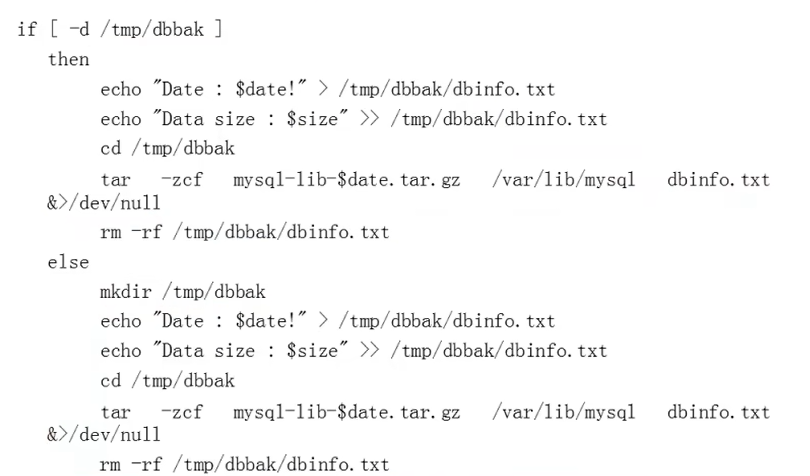 if [ -d /tmp/dbbak ]
then
echo "Date : $date!" > /tmp/dbbak/dbinfo.txt
echo "Data size : $size" >> /tmp/dbbak/dbinfo.txt
cd /tmp/dbbak
tar -zcf mysql-lib-$date.tar.gz /var/lib/mysql dbinfo.txt
&>/dev/null
rm -rf /tmp/dbbak/dbinfo.txt
else
mkdir /tmp/dbbak
echo "Date : $date!" > /tmp/dbbak/dbinfo.txt
echo "Data size : $size" >> /tmp/dbbak/dbinfo.txt
cd /tmp/dbbak
tar -zcf mysql-lib-$date.tar.gz /var/lib/mysql dbinfo.txt
&>/dev/null
rm -rf /tmp/dbbak/dbinfo.txt